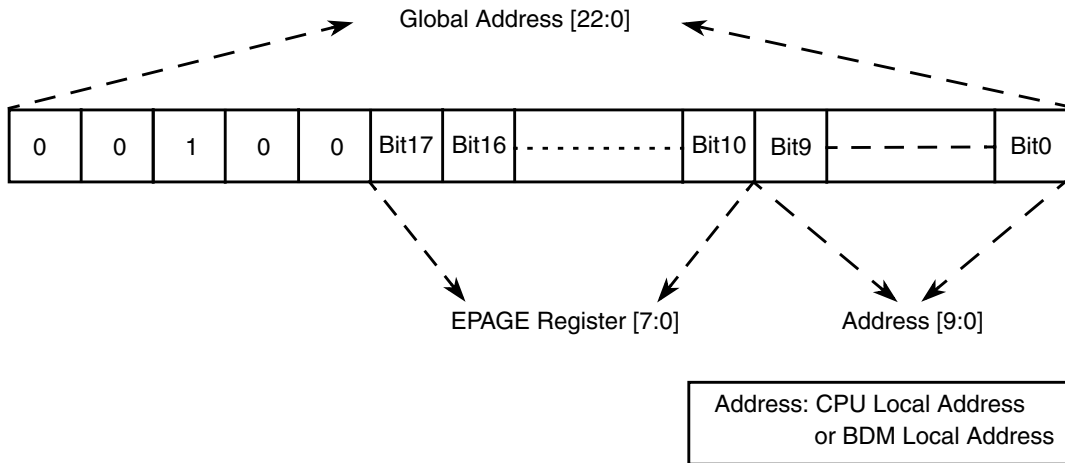 Global Address [22:0]
0 0 1 0 0 Bit17 Bit16 Bit10 Bit9 Bit0
EPAGE Register [7:0] Address [9:0]
Address: CPU Local Address
or BDM Local Address